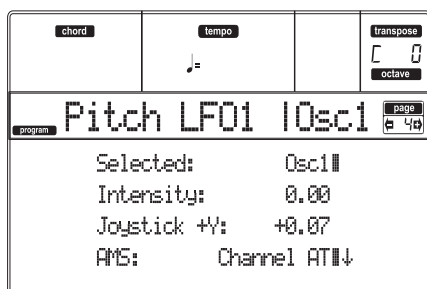 chord tempo transpose
♩=
C 0
octave
program Pitch LFO1 |Osc1 page
4
Selected: Osc1
Intensity: 0.00
Joystick +Y: +0.07
AMS: Channel AT↓